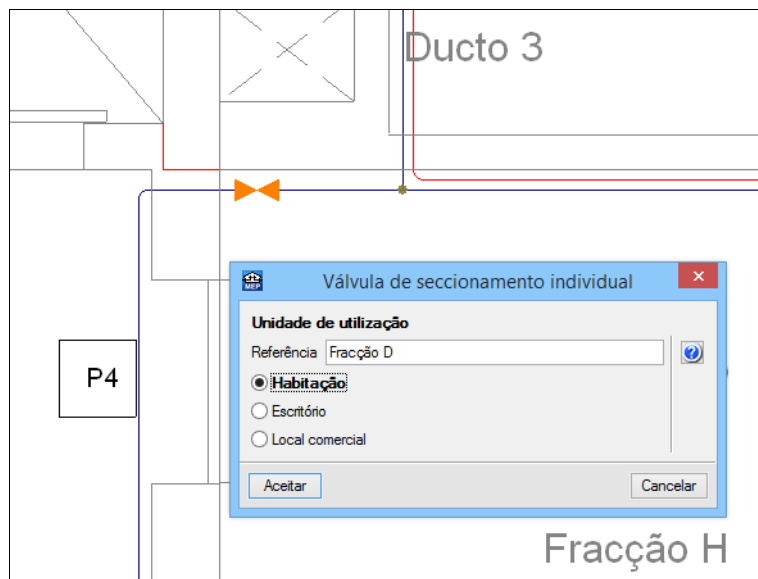 Ducto 3
MEP
Válvula de seccionamento individual
Unidade de utilização
Referência Fracção D
Habitação
Escritório
Local comercial
P4
Aceitar
Cancelar
Fracção H